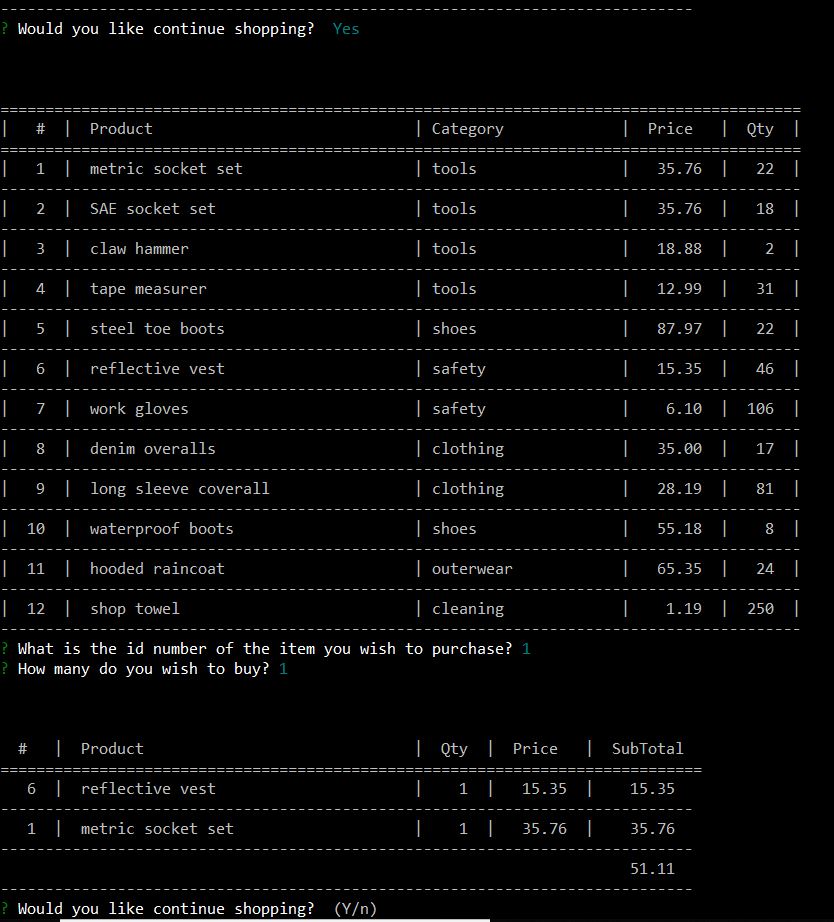 --------------------------------------------------------------------------------
? Would you like continue shopping? Yes
=========================================================================================
| # | Product | Category | Price | Qty |
=========================================================================================
| 1 | metric socket set | tools | 35.76 | 22 |
-----------------------------------------------------------------------------------------
| 2 | SAE socket set | tools | 35.76 | 18 |
-----------------------------------------------------------------------------------------
| 3 | claw hammer | tools | 18.88 | 2 |
-----------------------------------------------------------------------------------------
| 4 | tape measurer | tools | 12.99 | 31 |
-----------------------------------------------------------------------------------------
| 5 | steel toe boots | shoes | 87.97 | 22 |
-----------------------------------------------------------------------------------------
| 6 | reflective vest | safety | 15.35 | 46 |
-----------------------------------------------------------------------------------------
| 7 | work gloves | safety | 6.10 | 106 |
-----------------------------------------------------------------------------------------
| 8 | denim overalls | clothing | 35.00 | 17 |
-----------------------------------------------------------------------------------------
| 9 | long sleeve coverall | clothing | 28.19 | 81 |
-----------------------------------------------------------------------------------------
| 10 | waterproof boots | shoes | 55.18 | 8 |
-----------------------------------------------------------------------------------------
| 11 | hooded raincoat | outerwear | 65.35 | 24 |
-----------------------------------------------------------------------------------------
| 12 | shop towel | cleaning | 1.19 | 250 |
-----------------------------------------------------------------------------------------
? What is the id number of the item you wish to purchase? 1
? How many do you wish to buy? 1
# | Product | Qty | Price | SubTotal
==============================================================================
6 | reflective vest | 1 | 15.35 | 15.35
-----------------------------------------------------------------------------
1 | metric socket set | 1 | 35.76 | 35.76
-----------------------------------------------------------------------------
51.11
-----------------------------------------------------------------------------
? Would you like continue shopping? (Y/n)